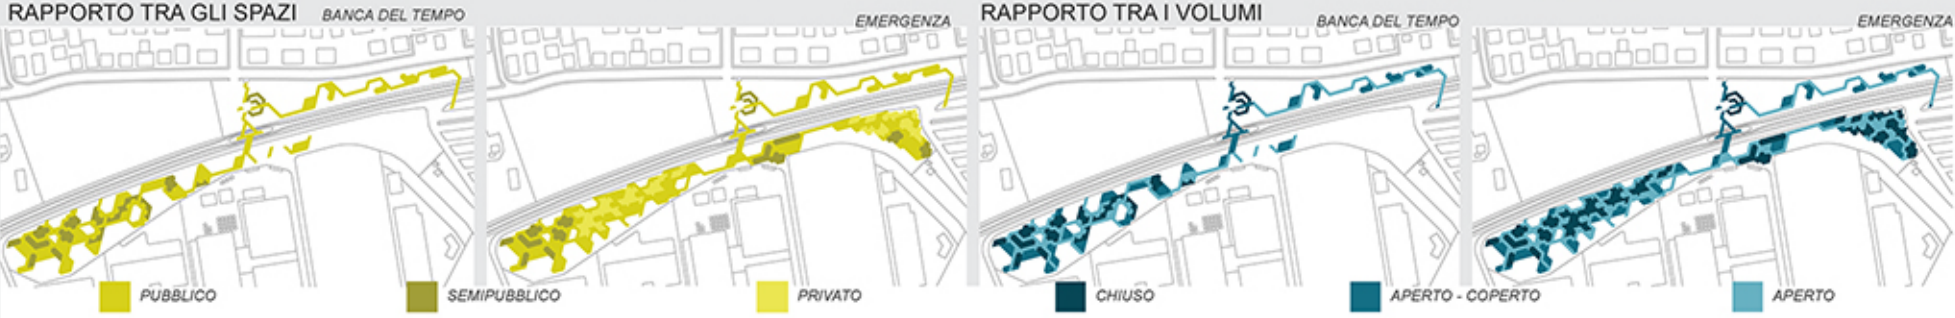 RAPPORTO TRA GLI SPAZI
BANCA DEL TEMPO
EMERGENZA
RAPPORTO TRA I VOLUMI
BANCA DEL TEMPO
EMERGENZA
PUBBLICO
SEMIPUBBLICO
PRIVATO
CHIUSO
APERTO - COPERTO
APERTO